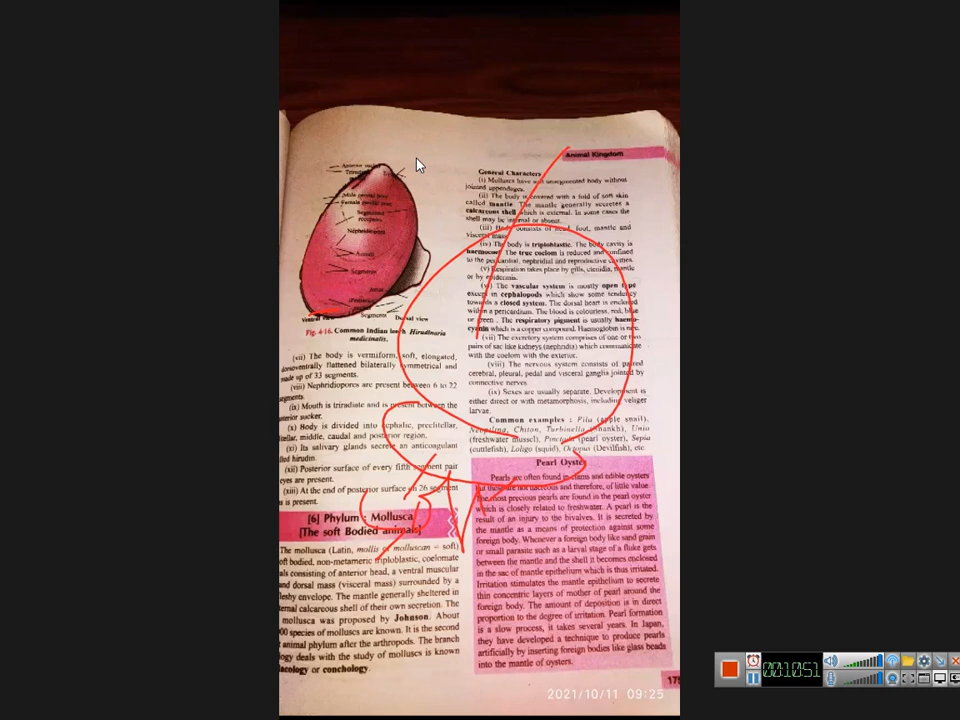 Animal Kingdom
Nephridiopores
Anus
Segments
Ventral view
Dorsal view
Fig. 4-16. Common Indian leech Hirudinaria
medicinalis.
(vii) The body is vermiform, soft, elongated,
dorsoventrally flattened bilaterally symmetrical and
made up of 33 segments.
(viii) Nephridiopores are present between 6 to 22
segments.
(ix) Mouth is triradiate and is present between the
anterior sucker.
(x) Body is divided into cephalic, preclitellar,
clitellar, middle, caudal and posterior region.
(xi) Its salivary glands secrete an anticoagulant
called hirudin.
(xii) Posterior surface of every fifth segment pair
eyes are present.
(xiii) At the end of posterior surface 26 segment
is present.
[6] Phylum : Mollusca
[The soft Bodied animals]
The mollusca (Latin, mollis or molluscan – soft)
oft bodied, non-metameric triploblastic, coelomate
als consisting of anterior head, a ventral muscular
and dorsal mass (visceral mass) surrounded by a
leshy envelope. The mantle generally sheltered in
ernal calcareous shell of their own secretion. The
mollusca was proposed by Johnson. About
00 species of molluscs are known. It is the second
animal phylum after the arthropods. The branch
logy deals with the study of molluscs is known
lacology or conchology.
General Characters
(i) Molluscs have soft unsegmented body without
jointed appendages.
(ii) The body is covered with a fold of soft skin
called mantle. The mantle generally secretes a
calcareous shell which is external. In some cases the
shell may be internal or absent.
(iii) Body consists of head, foot, mantle and
visceral mass.
(iv) The body is triploblastic. The body cavity is
haemocoel. The true coelom is reduced and confined
to the pericardial, nephridial and reproductive cavities.
(v) Respiration takes place by gills, ctenidia, mantle
or by epidermis.
(vi) The vascular system is mostly open type
except in cephalopods which show some tendency
towards a closed system. The dorsal heart is enclosed
within a pericardium. The blood is colourless, red, blue
or green . The respiratory pigment is usually haemo-
cyanin which is a copper compound. Haemoglobin is rare.
(vii) The excretory system comprises of one or two
pairs of sac like kidneys (nephridia) which communicate
with the coelom with the exterior.
(viii) The nervous system consists of paired
cerebral, pleural, pedal and visceral ganglia jointed by
connective nerves.
(ix) Sexes are usually separate. Development is
either direct or with metamorphosis, including veliger
larvae.
Common examples : Pila (apple snail),
Neopilina, Chiton, Turbinella (shankh), Unio
(freshwater mussel), Pinctada (pearl oyster), Sepia
(cuttlefish), Loligo (squid), Octopus (Devilfish), etc.
Pearl Oyster
Pearls are often found in clams and edible oysters
but these are not nacreous and therefore, of little value
The most precious pearls are found in the pearl oyster
which is closely related to freshwater. A pearl is the
result of an injury to the bivalves. It is secreted by
the mantle as a means of protection against some
foreign body. Whenever a foreign body like sand grain
or small parasite such as a larval stage of a fluke gets
between the mantle and the shell it becomes enclosed
in the sac of mantle epithelium which is thus irritated.
Irritation stimulates the mantle epithelium to secrete
thin concentric layers of mother of pearl around the
foreign body. The amount of deposition is in direct
proportion to the degree of irritation. Pearl formation
is a slow process, it takes several years. In Japan,
they have developed a technique to produce pearls
artificially by inserting foreign bodies like glass beads
into the mantle of oysters.
175
2021/10/11 09:25
00:10:51